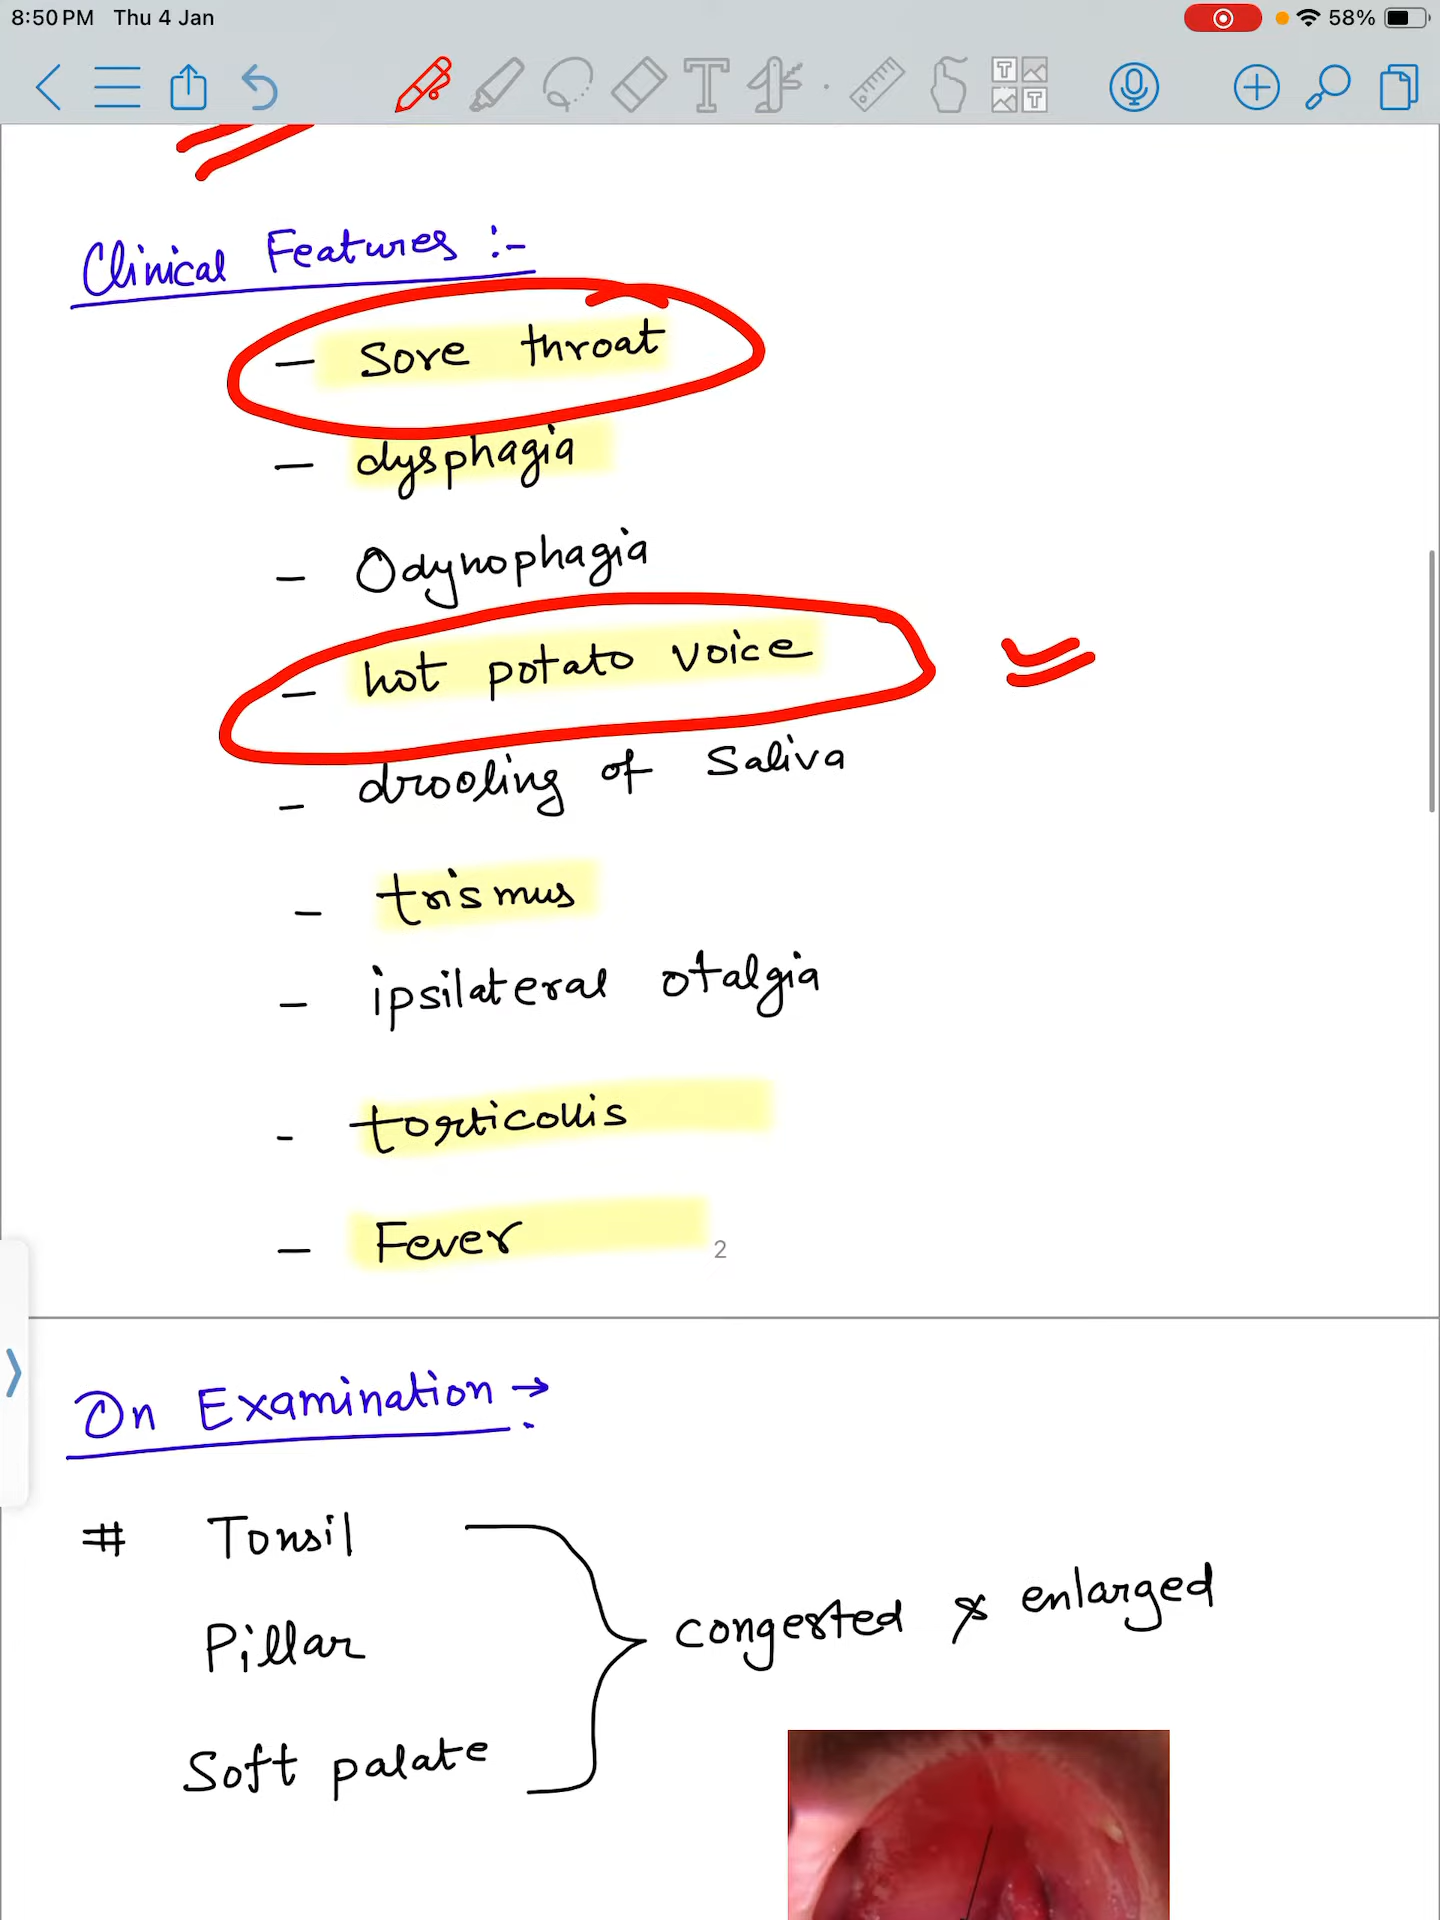 8:50 PM Thu 4 Jan
58%
Clinical Features :-
- Sore throat
- dysphagia
- Odynophagia
- hot potato voice
- drooling of Saliva
- trismus
- ipsilateral otalgia
- torticollis
- Fever
2
On Examination →
# Tonsil
Pillar
Soft palate
congested & enlarged